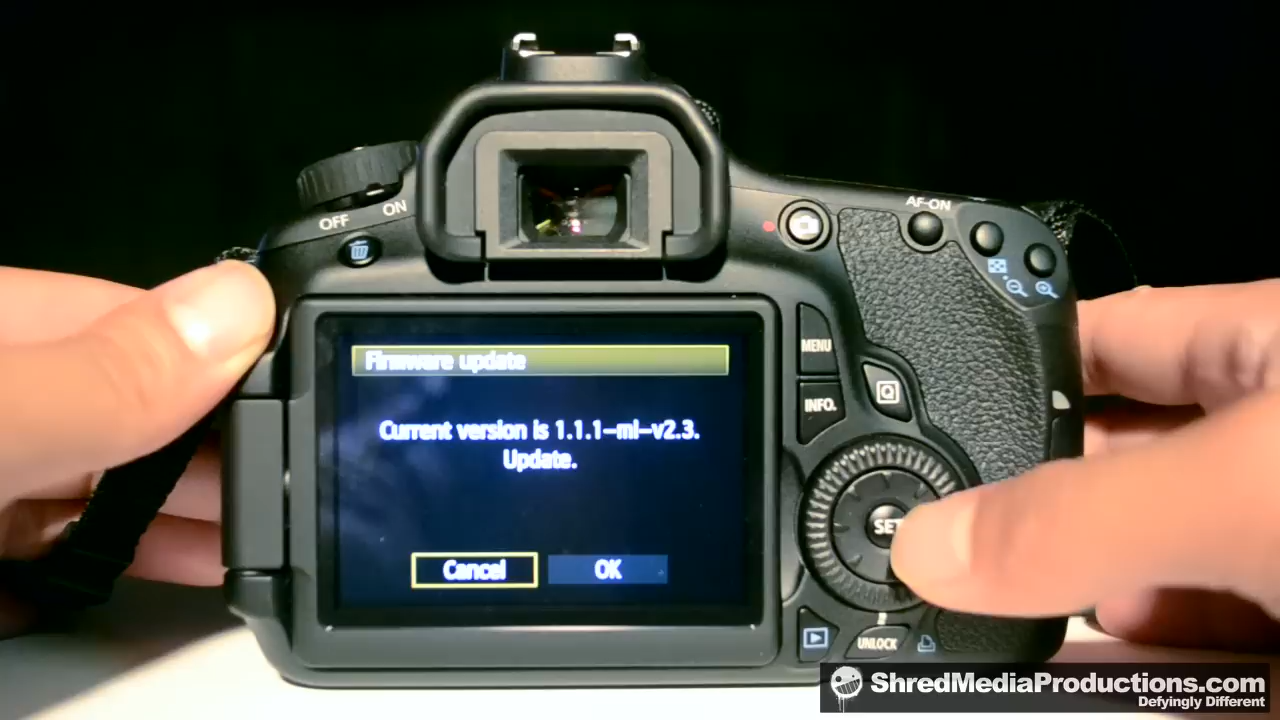 OFF
ON
AF-ON
MENU
INFO.
Q
Firmware update
Current version is 1.1.1-ml-v2.3.
Update.
Cancel
OK
SET
UNLOCK
ShredMediaProductions.com
Defyingly Different